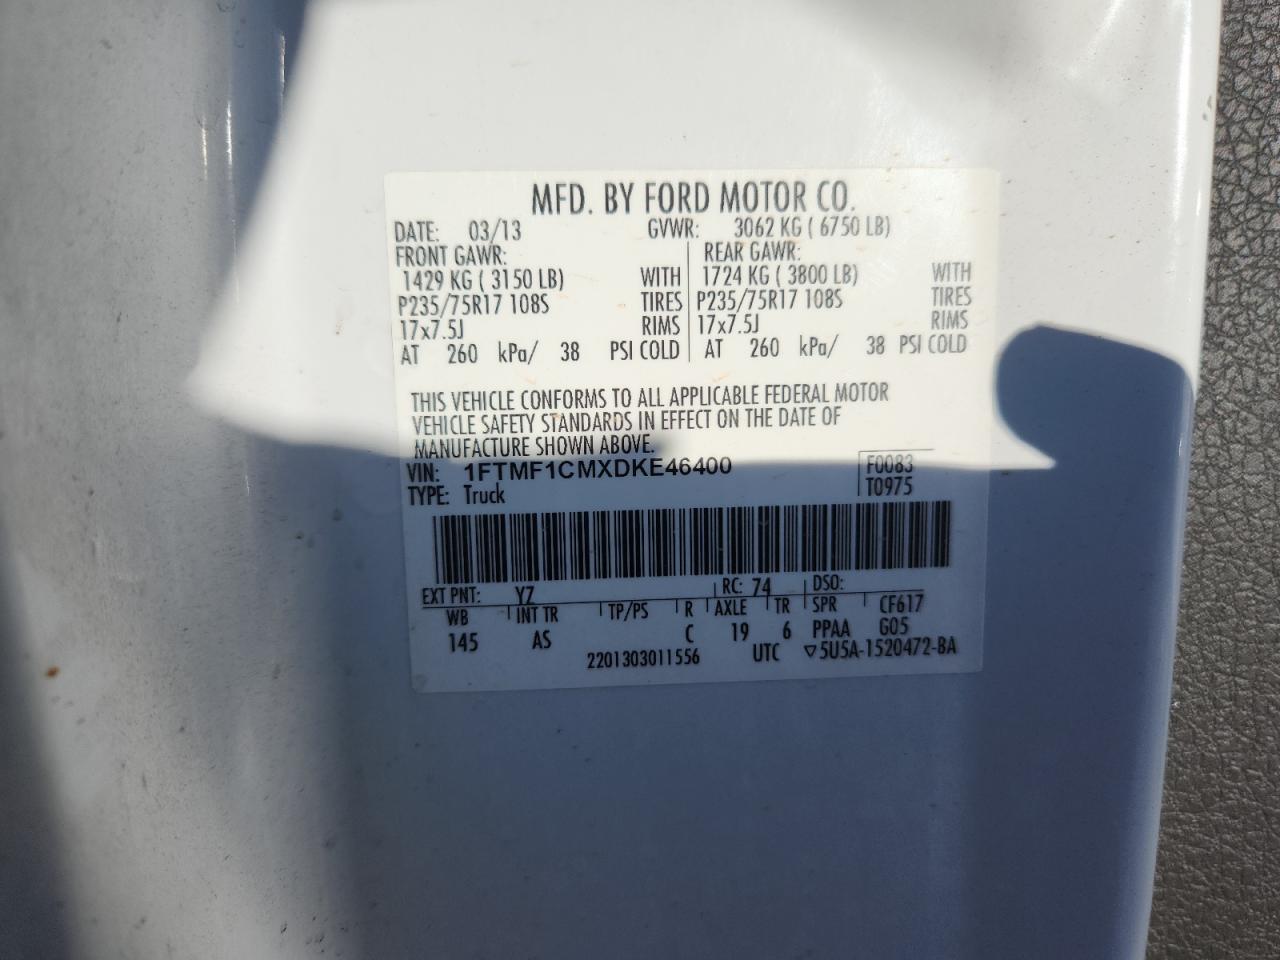 MFD. BY FORD MOTOR CO.
DATE: 03/13 GVWR: 3062 KG ( 6750 LB)
FRONT GAWR: REAR GAWR:
1429 KG ( 3150 LB) WITH 1724 KG ( 3800 LB) WITH
P235/75R17 108S TIRES P235/75R17 108S TIRES
17x7.5J RIMS 17x7.5J RIMS
AT 260 kPa/ 38 PSI COLD AT 260 kPa/ 38 PSI COLD
THIS VEHICLE CONFORMS TO ALL APPLICABLE FEDERAL MOTOR
VEHICLE SAFETY STANDARDS IN EFFECT ON THE DATE OF
MANUFACTURE SHOWN ABOVE.
VIN: 1FTMF1CMXDKE46400 F0083
TYPE: Truck T0975
EXT PNT: YZ RC: 74 DSO:
WB INT TR TP/PS R AXLE TR SPR CF617
145 AS C 19 6 PPAA G05
2201303011556 UTC ▽5U5A-1520472-BA